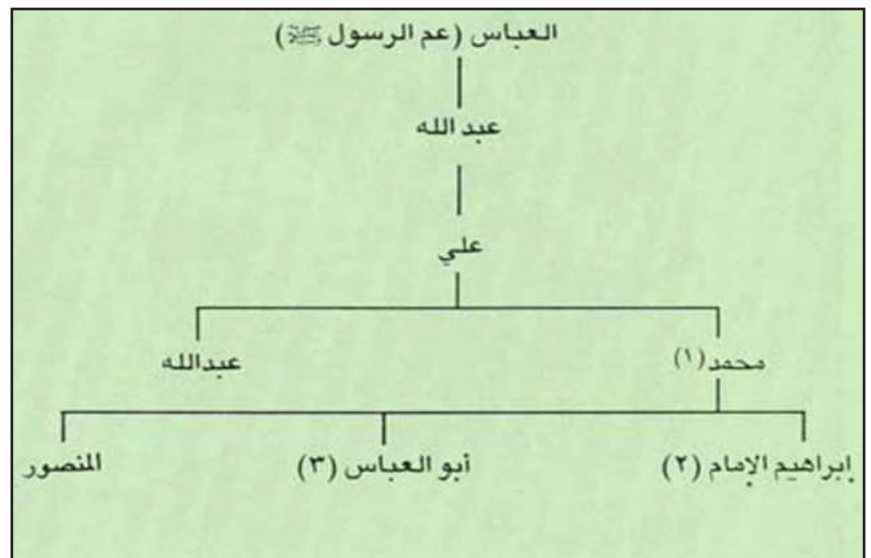 العباس (عم الرسول ﷺ)
عبد الله
علي
محمد (١) عبدالله
إبراهيم الإمام (٢) أبو العباس (٣) المنصور